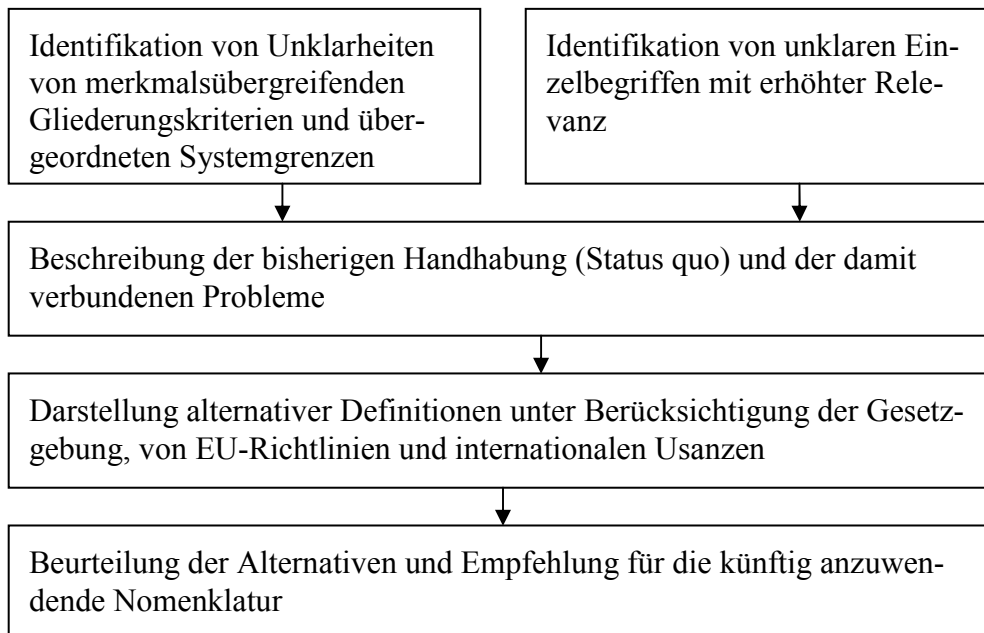 Identifikation von Unklarheiten
von merkmalsübergreifenden
Gliederungskriterien und über-
geordneten Systemgrenzen
Identifikation von unklaren Ein-
zelbegriffen mit erhöhter Rele-
vanz
Beschreibung der bisherigen Handhabung (Status quo) und der damit
verbundenen Probleme
Darstellung alternativer Definitionen unter Berücksichtigung der Gesetz-
gebung, von EU-Richtlinien und internationalen Usanzen
Beurteilung der Alternativen und Empfehlung für die künftig anzuwen-
dende Nomenklatur